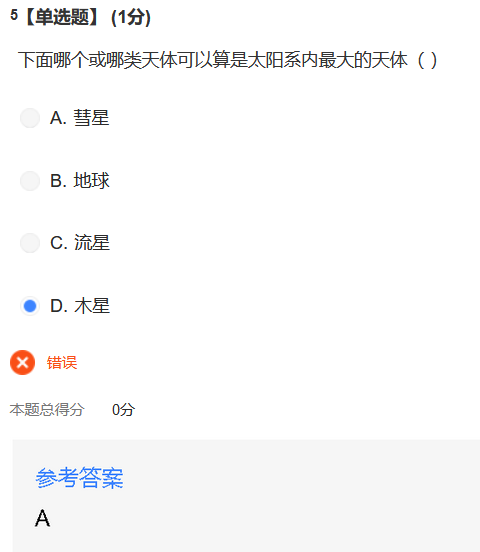 5【单选题】 (1分)
下面哪个或哪类天体可以算是太阳系内最大的天体（ ）
A. 彗星
B. 地球
C. 流星
D. 木星
错误
本题总得分 0分
参考答案
A